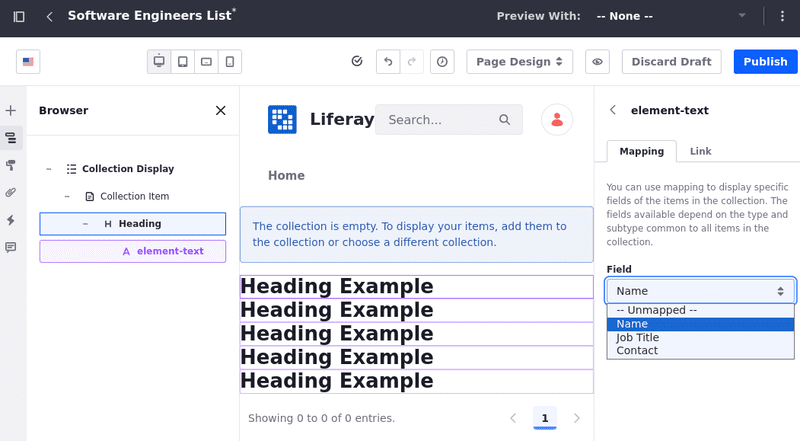 Software Engineers List*
Preview With:
-- None --
Page Design
Discard Draft
Publish
Browser
Collection Display
Collection Item
H Heading
A element-text
Liferay
Search...
Home
The collection is empty. To display your items, add them to
the collection or choose a different collection.
Heading Example
Heading Example
Heading Example
Heading Example
Heading Example
Showing 0 to 0 of 0 entries.
1
element-text
Mapping
Link
You can use mapping to display specific
fields of the items in the collection. The
fields available depend on the type and
subtype common to all items in the
collection.
Field
Name
-- Unmapped --
Name
Job Title
Contact